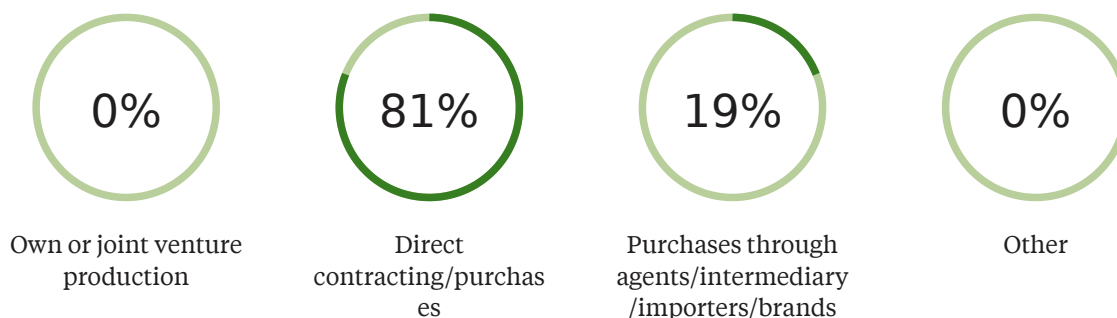 0%
81%
19%
0%
Own or joint venture
production
Direct
contracting/purchas
es
Purchases through
agents/intermediary
/importers/brands
Other